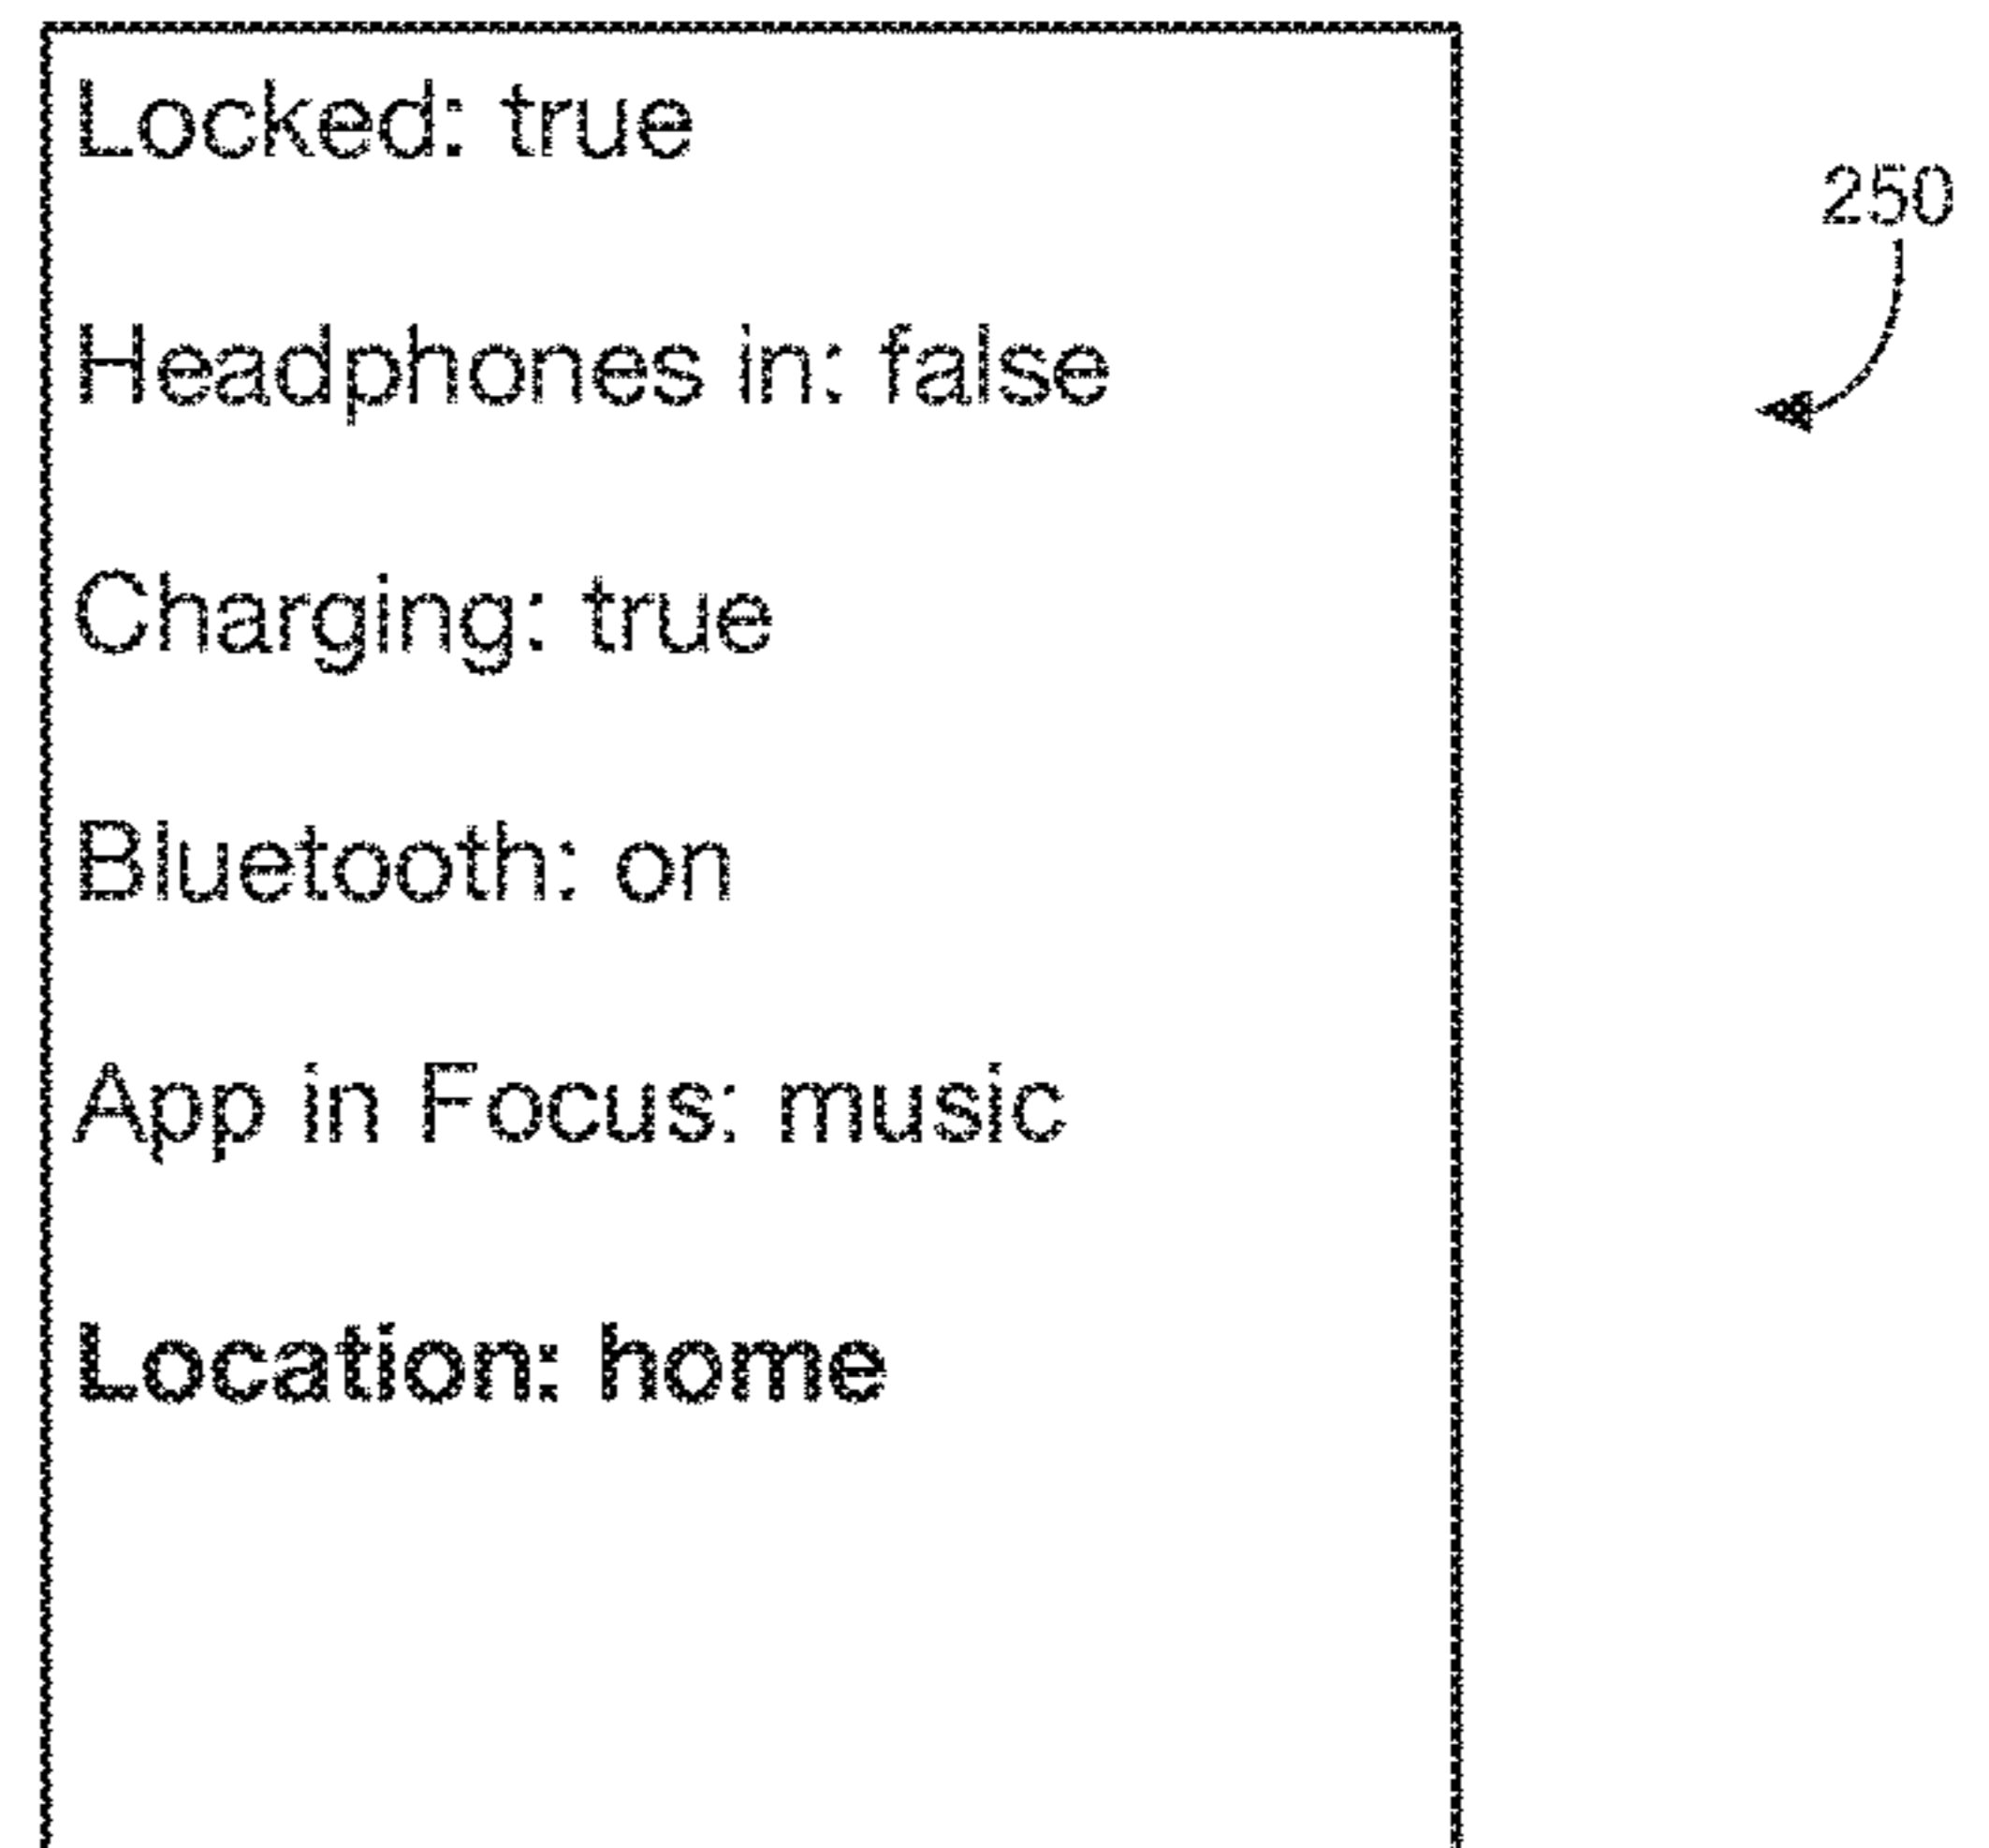 Locked: true
250
Headphones in: false
Charging: true
Bluetooth: on
App in Focus: music
Location: home